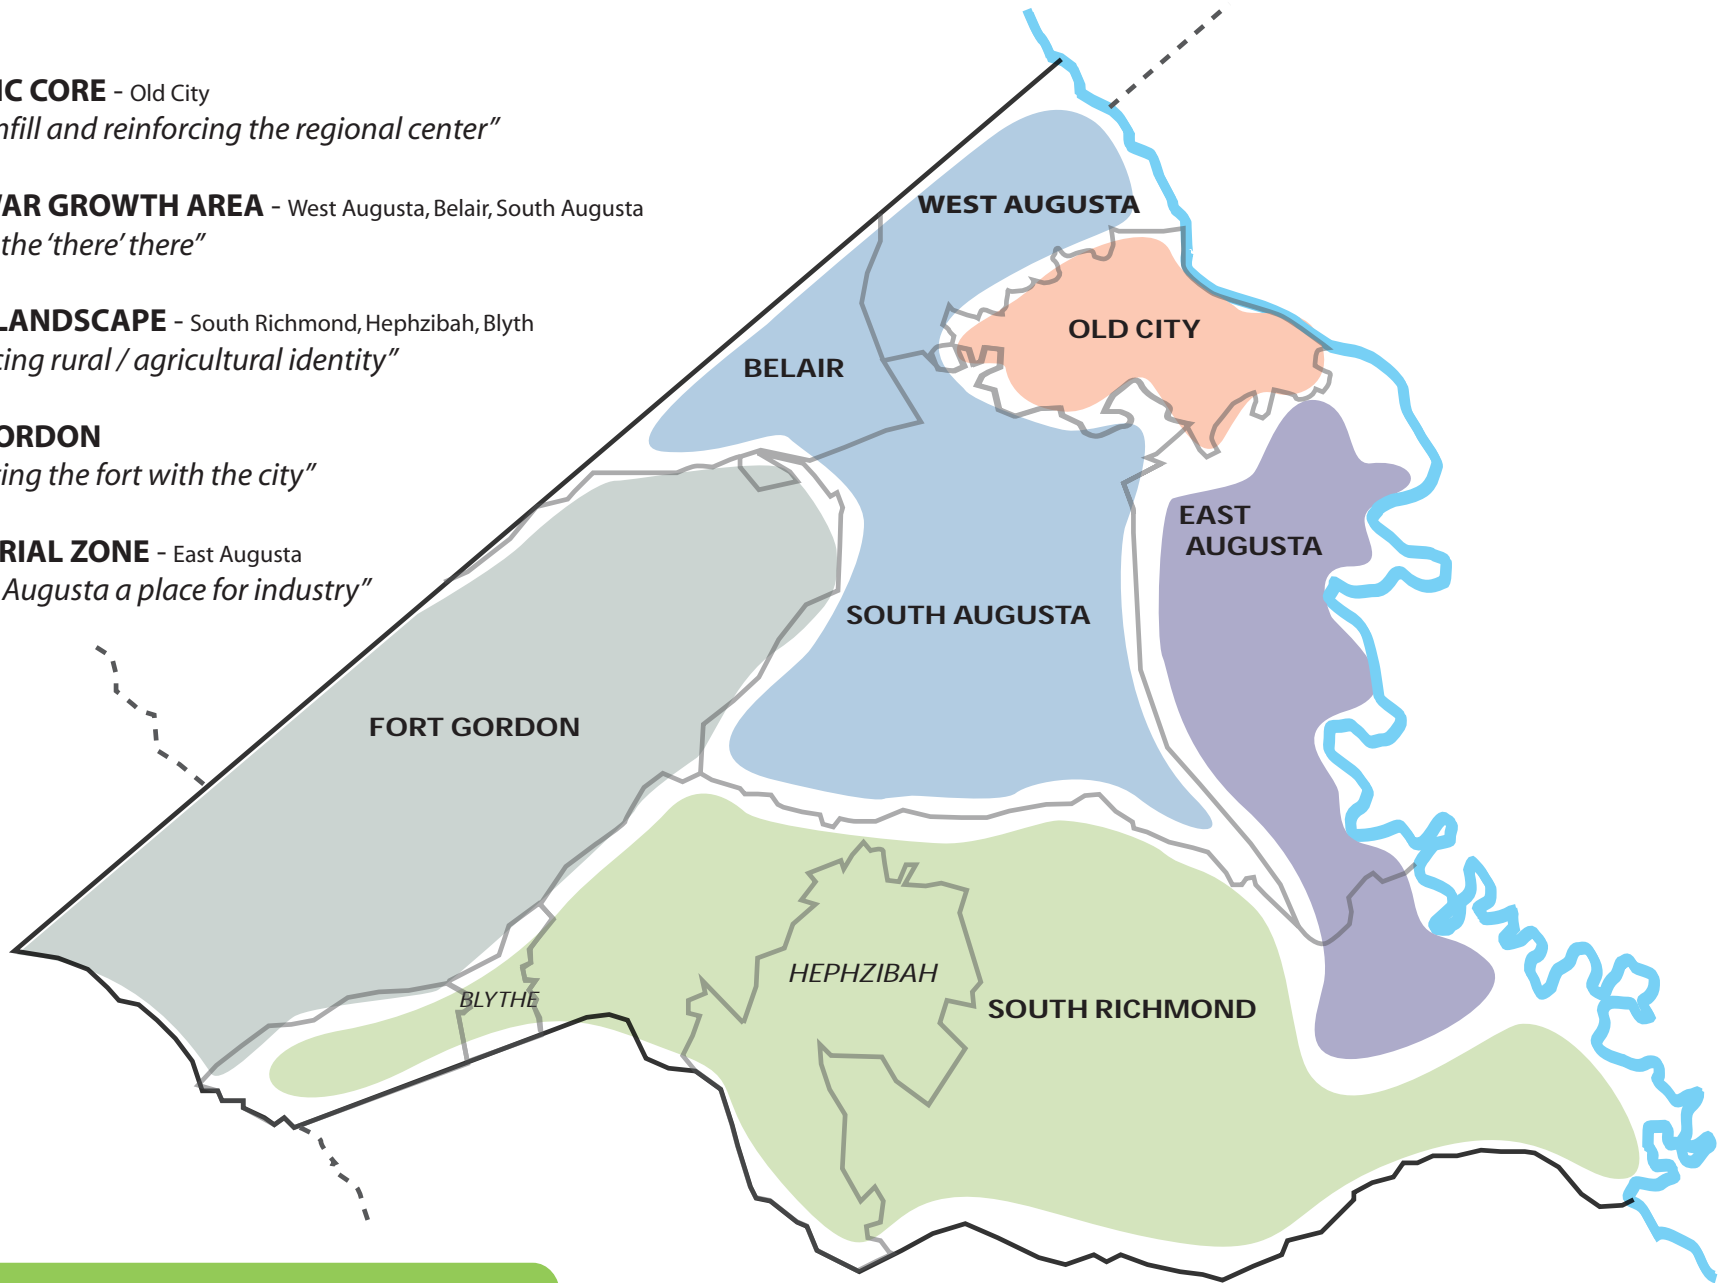 IC CORE - Old City
nfill and reinforcing the regional center”
WAR GROWTH AREA - West Augusta, Belair, South Augusta
the ‘there’ there”
LANDSCAPE - South Richmond, Hephzibah, Blyth
cing rural / agricultural identity”
ORDON
ing the fort with the city”
RIAL ZONE - East Augusta
Augusta a place for industry”
WEST AUGUSTA
OLD CITY
BELAIR
EAST
AUGUSTA
SOUTH AUGUSTA
FORT GORDON
HEPHZIBAH
BLYTHE
SOUTH RICHMOND